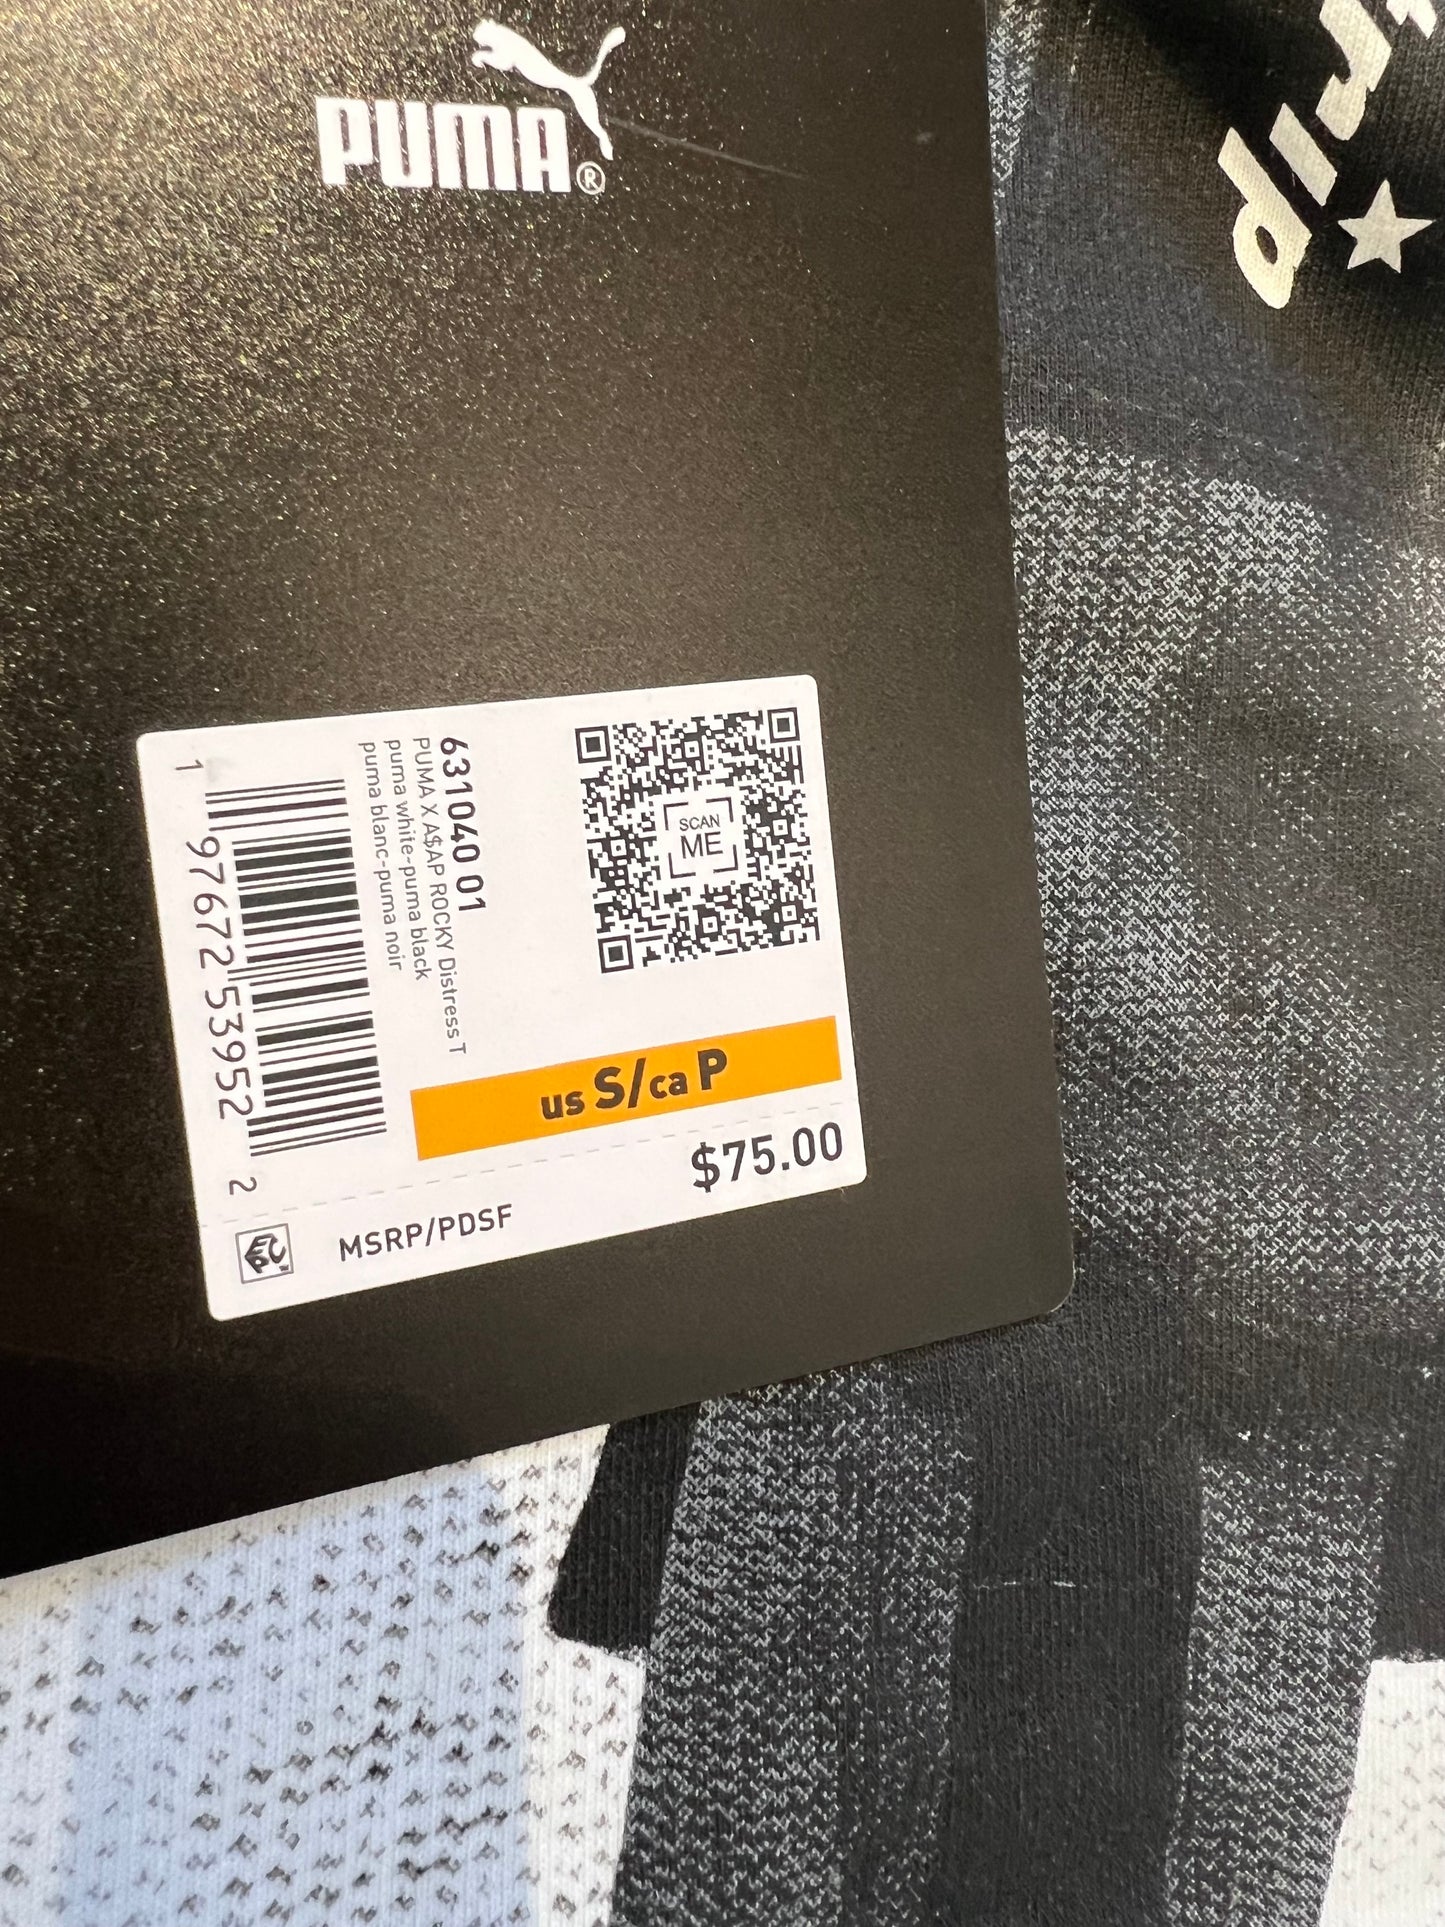 PUMA®
trip
SCAN
ME
631040 01
PUMA X A$AP ROCKY Distress T
puma white-puma black
puma blanc-puma noir
1 97672 53952 2
us S/ca P
$75.00
MSRP/PDSF